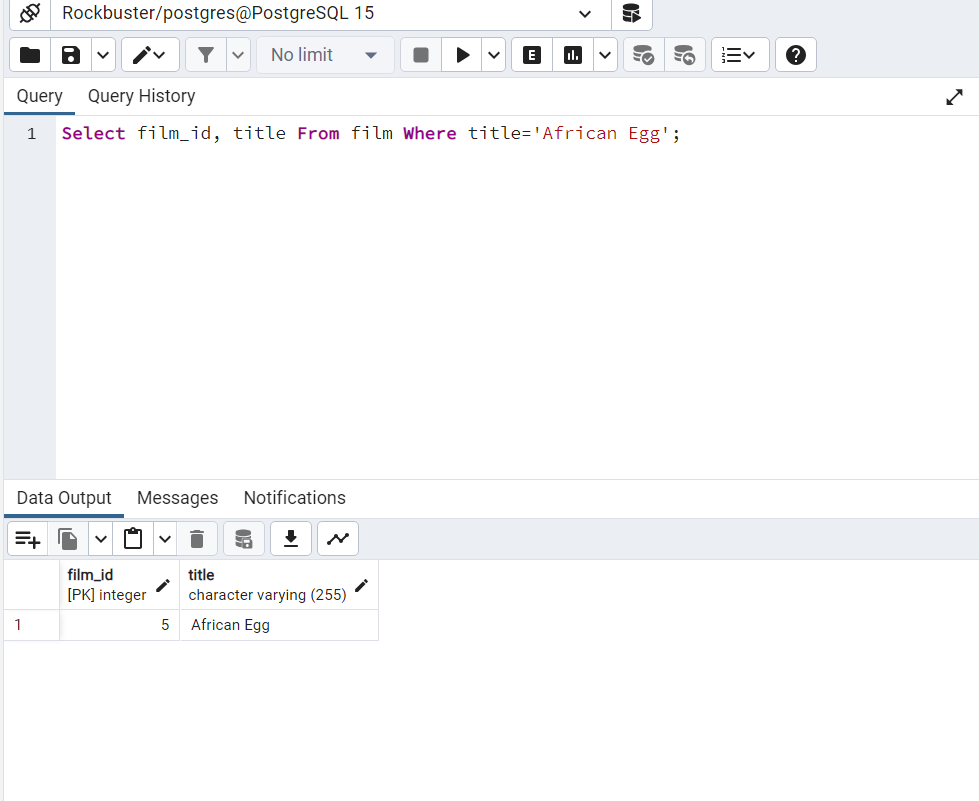 Rockbuster/postgres@PostgreSQL 15
No limit
E
Query Query History
1 Select film_id, title From film Where title='African Egg';
Data Output Messages Notifications
film_id title
[PK] integer character varying (255)
1 5 African Egg